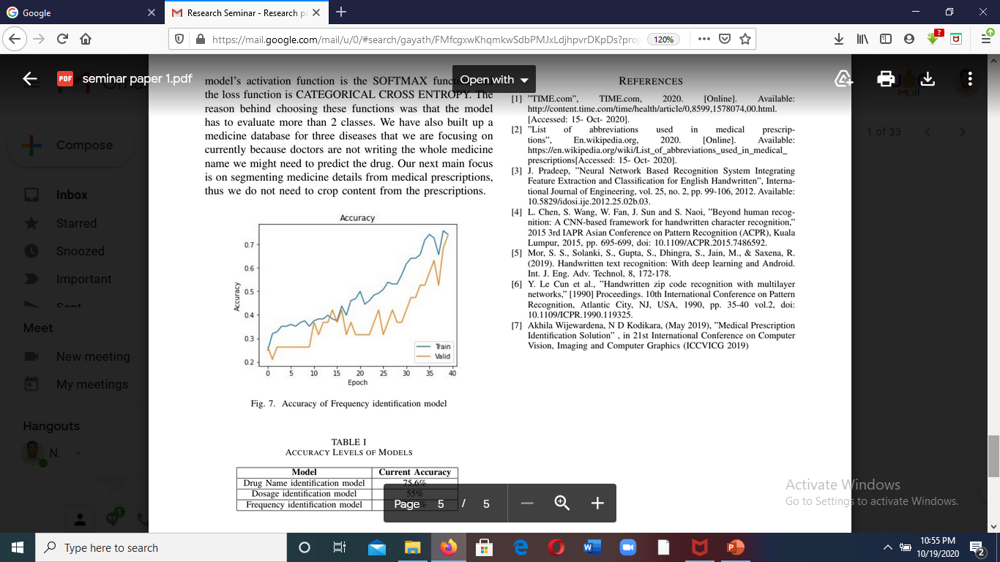 Google
Research Seminar - Research pa
https://mail.google.com/mail/u/0/#search/gayath/FMfcgxwKhqmkwSdbPMJxLdjhpvrDKpDs?proj
120%
PDF
seminar paper 1.pdf
Open with
Mail
Compose
1 of 33
Inbox
Starred
Snoozed
Important
Sent
Meet
New meeting
My meetings
Hangouts
N.
1
model's activation function is the SOFTMAX
the loss function is CATEGORICAL CROSS ENTROPY. The
reason behind choosing these functions was that the model
has to evaluate more than 2 classes. We have also built up a
medicine database for three diseases that we are focusing on
currently because doctors are not writing the whole medicine
name we might need to predict the drug. Our next main focus
is on segmenting medicine details from medical prescriptions,
thus we do not need to crop content from the prescriptions.
Accuracy
0.7
0.6
0.5
0.4
0.3
0.2
Accuracy
Train
Valid
0 5 10 15 20 25 30 35 40
Epoch
Fig. 7. Accuracy of Frequency identification model
TABLE I
ACCURACY LEVELS OF MODELS
Model Current Accuracy
Drug Name identification model 75.6%
Dosage identification model 55%
Frequency identification model
REFERENCES
[1] "TIME.com", TIME.com, 2020. [Online]. Available:
http://content.time.com/time/health/article/0,8599,1578074,00.html.
[Accessed: 15- Oct- 2020].
[2] "List of abbreviations used in medical prescrip-
tions", En.wikipedia.org, 2020. [Online]. Available:
https://en.wikipedia.org/wiki/List_of_abbreviations_used_in_medical_
prescriptions[Accessed: 15- Oct- 2020].
[3] J. Pradeep, "Neural Network Based Recognition System Integrating
Feature Extraction and Classification for English Handwritten", Interna-
tional Journal of Engineering, vol. 25, no. 2, pp. 99-106, 2012. Available:
10.5829/idosi.ije.2012.25.02b.03.
[4] L. Chen, S. Wang, W. Fan, J. Sun and S. Naoi, "Beyond human recog-
nition: A CNN-based framework for handwritten character recognition,"
2015 3rd IAPR Asian Conference on Pattern Recognition (ACPR), Kuala
Lumpur, 2015, pp. 695-699, doi: 10.1109/ACPR.2015.7486592.
[5] Mor, S. S., Solanki, S., Gupta, S., Dhingra, S., Jain, M., & Saxena, R.
(2019). Handwritten text recognition: With deep learning and Android.
Int. J. Eng. Adv. Technol, 8, 172-178.
[6] Y. Le Cun et al., "Handwritten zip code recognition with multilayer
networks," [1990] Proceedings. 10th International Conference on Pattern
Recognition, Atlantic City, NJ, USA, 1990, pp. 35-40 vol.2, doi:
10.1109/ICPR.1990.119325.
[7] Akhila Wijewardena, N D Kodikara, (May 2019), "Medical Prescription
Identification Solution" , in 21st International Conference on Computer
Vision, Imaging and Computer Graphics (ICCVICG 2019)
Page 5 / 5
Activate Windows
Go to Settings to activate Windows.
Type here to search
10:55 PM
10/19/2020
2